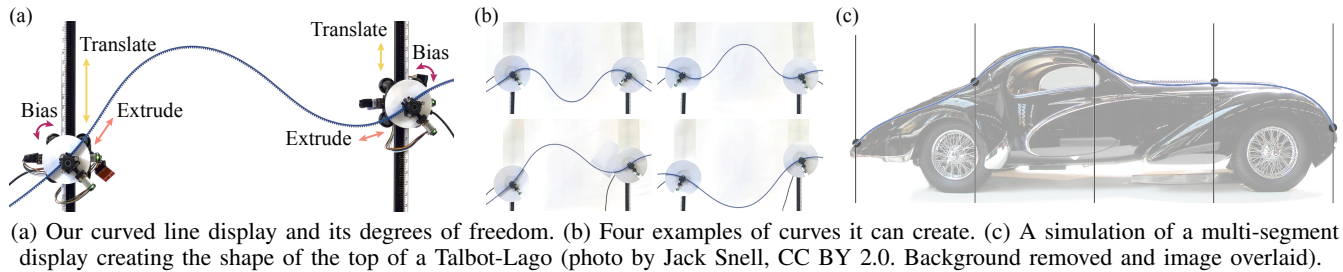 (a)
Translate
Bias
Extrude
Translate
Bias
Extrude
(b)
(c)
(a) Our curved line display and its degrees of freedom. (b) Four examples of curves it can create. (c) A simulation of a multi-segment
display creating the shape of the top of a Talbot-Lago (photo by Jack Snell, CC BY 2.0. Background removed and image overlaid).